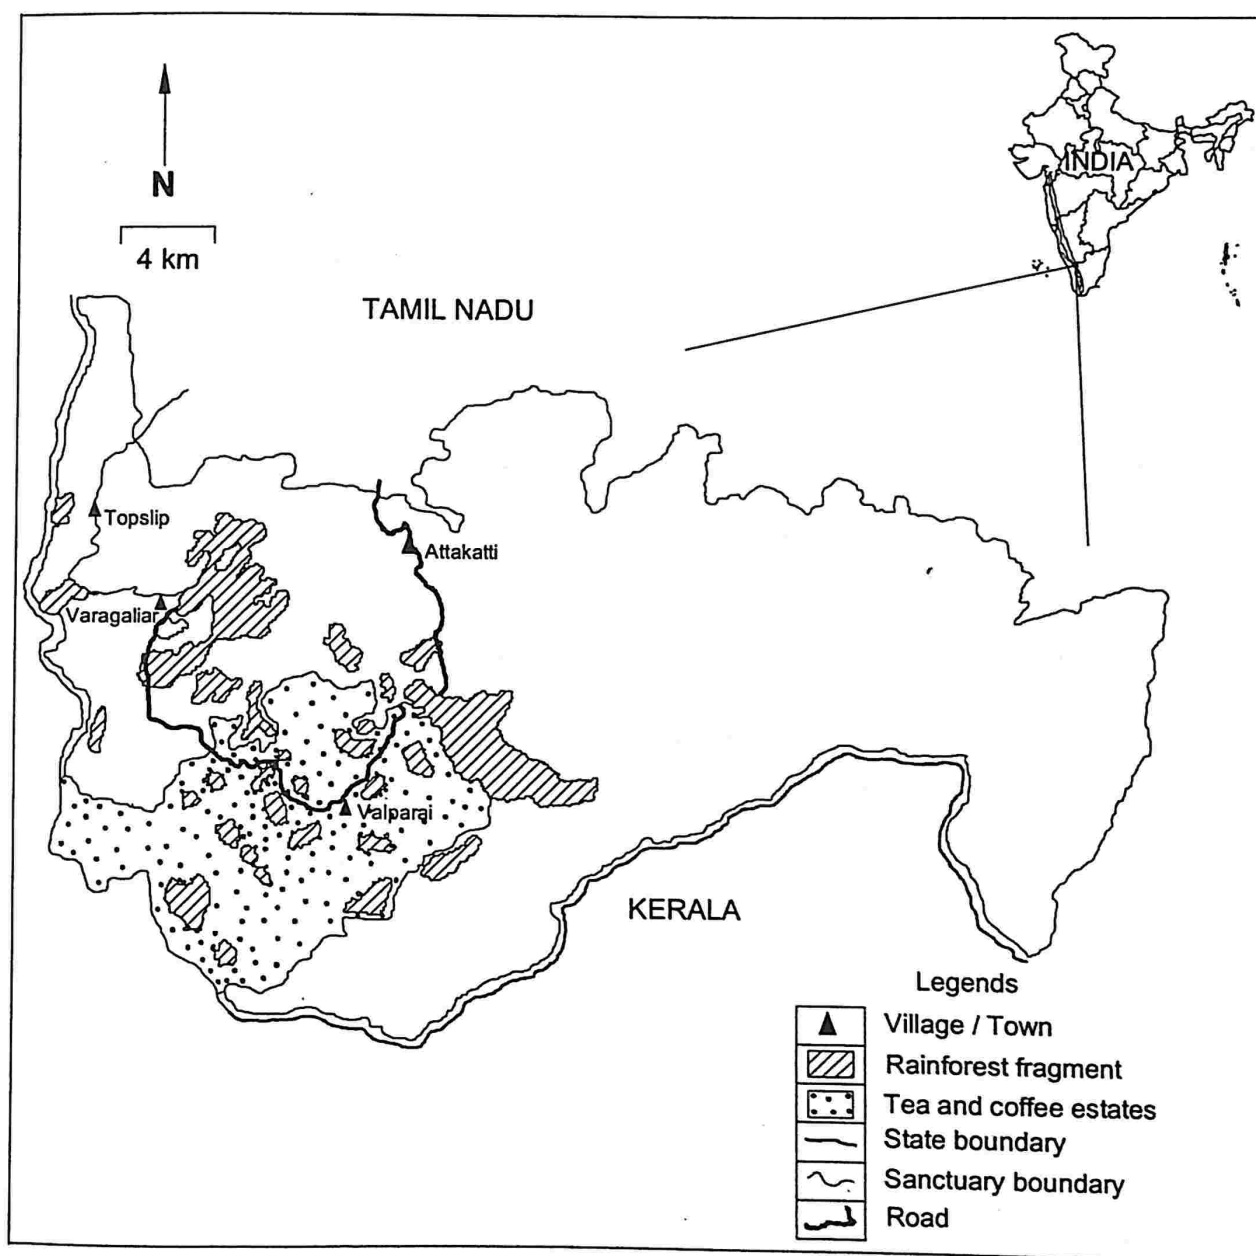 INDIA
N
4 km
TAMIL NADU
Topslip
Attakatti
Varagaliar
Valparai
KERALA
Legends
Village / Town
Rainforest fragment
Tea and coffee estates
State boundary
Sanctuary boundary
Road